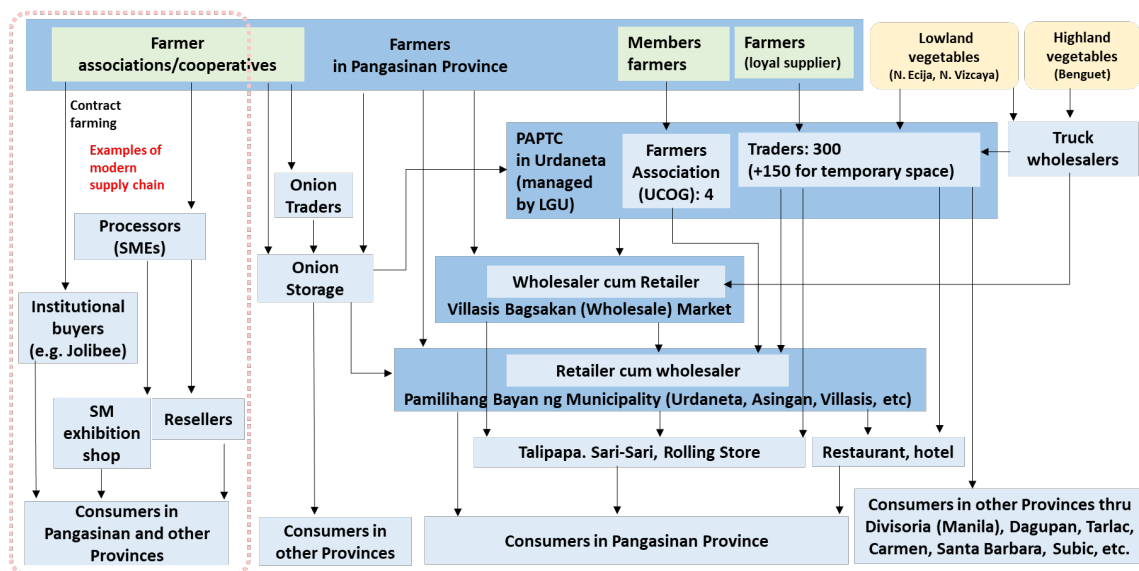 Farmer
associations/cooperatives
Farmers
in Pangasinan Province
Members
farmers
Farmers
(loyal supplier)
Lowland
vegetables
(N. Ecija, N. Vizcaya)
Highland
vegetables
(Benguet)
Contract
farming
Examples of
modern
supply chain
Onion
Traders
PAPTC
in Urdaneta
(managed
by LGU)
Farmers
Association
(UCOG): 4
Traders: 300
(+150 for temporary space)
Truck
wholesalers
Processors
(SMEs)
Onion
Storage
Wholesaler cum Retailer
Villasis Bagsakan (Wholesale) Market
Institutional
buyers
(e.g. Jolibee)
Retailer cum wholesaler
Pamilihang Bayan ng Municipality (Urdaneta, Asingan, Villasis, etc)
SM
exhibition
shop
Resellers
Talipapa. Sari-Sari, Rolling Store
Restaurant, hotel
Consumers in
Pangasinan and other
Provinces
Consumers in
other Provinces
Consumers in Pangasinan Province
Consumers in other Provinces thru
Divisoria (Manila), Dagupan, Tarlac,
Carmen, Santa Barbara, Subic, etc.